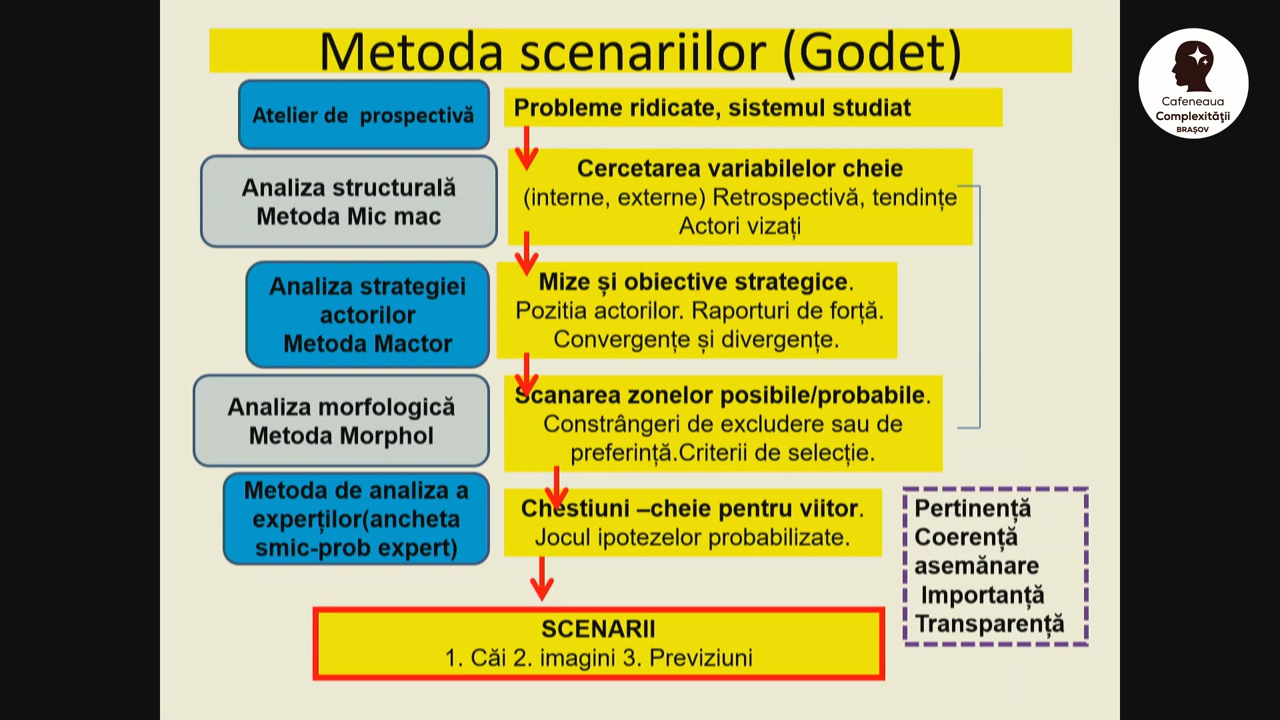 Metoda scenariilor (Godet)
Cafeneaua
Complexității
BRAȘOV
Atelier de prospectivă
Probleme ridicate, sistemul studiat
Analiza structurală
Metoda Mic mac
Cercetarea variabilelor cheie
(interne, externe) Retrospectivă, tendințe
Actori vizați
Analiza strategiei
actorilor
Metoda Mactor
Mize și obiective strategice.
Pozitia actorilor. Raporturi de forță.
Convergențe și divergențe.
Analiza morfologică
Metoda Morphol
Scanarea zonelor posibile/probabile.
Constrângeri de excludere sau de
preferință.Criterii de selecție.
Metoda de analiza a
experților(ancheta
smic-prob expert)
Chestiuni –cheie pentru viitor.
Jocul ipotezelor probabilizate.
Pertinență
Coerență
asemănare
Importanță
Transparență
SCENARII
1. Căi 2. imagini 3. Previziuni